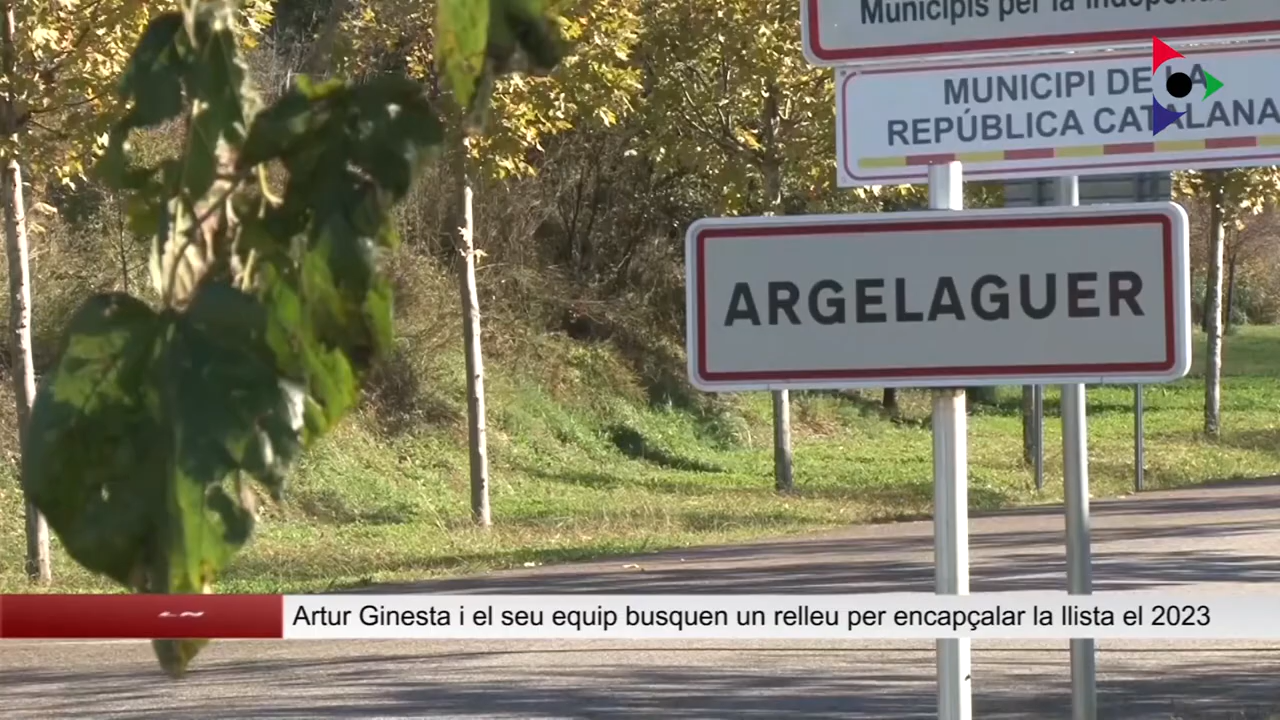 Municipis per la
MUNICIPI DE LA
REPÚBLICA CATALANA
ARGELAGUER
Artur Ginesta i el seu equip busquen un relleu per encapçalar la llista el 2023